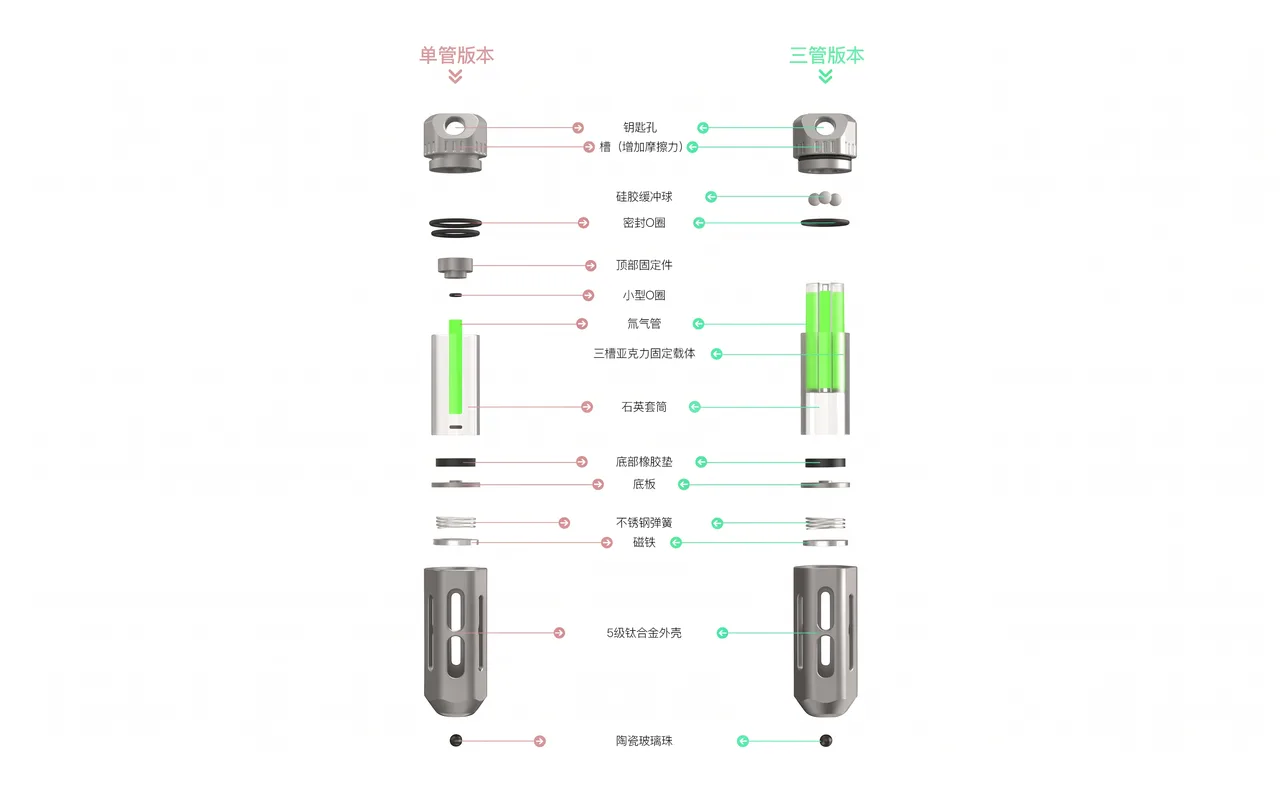 单管版本
三管版本
钥匙孔
槽（增加摩擦力）
硅胶缓冲球
密封O圈
顶部固定件
小型O圈
氚气管
三槽亚克力固定载体
石英套筒
底部橡胶垫
底板
不锈钢弹簧
磁铁
5级钛合金外壳
陶瓷玻璃珠